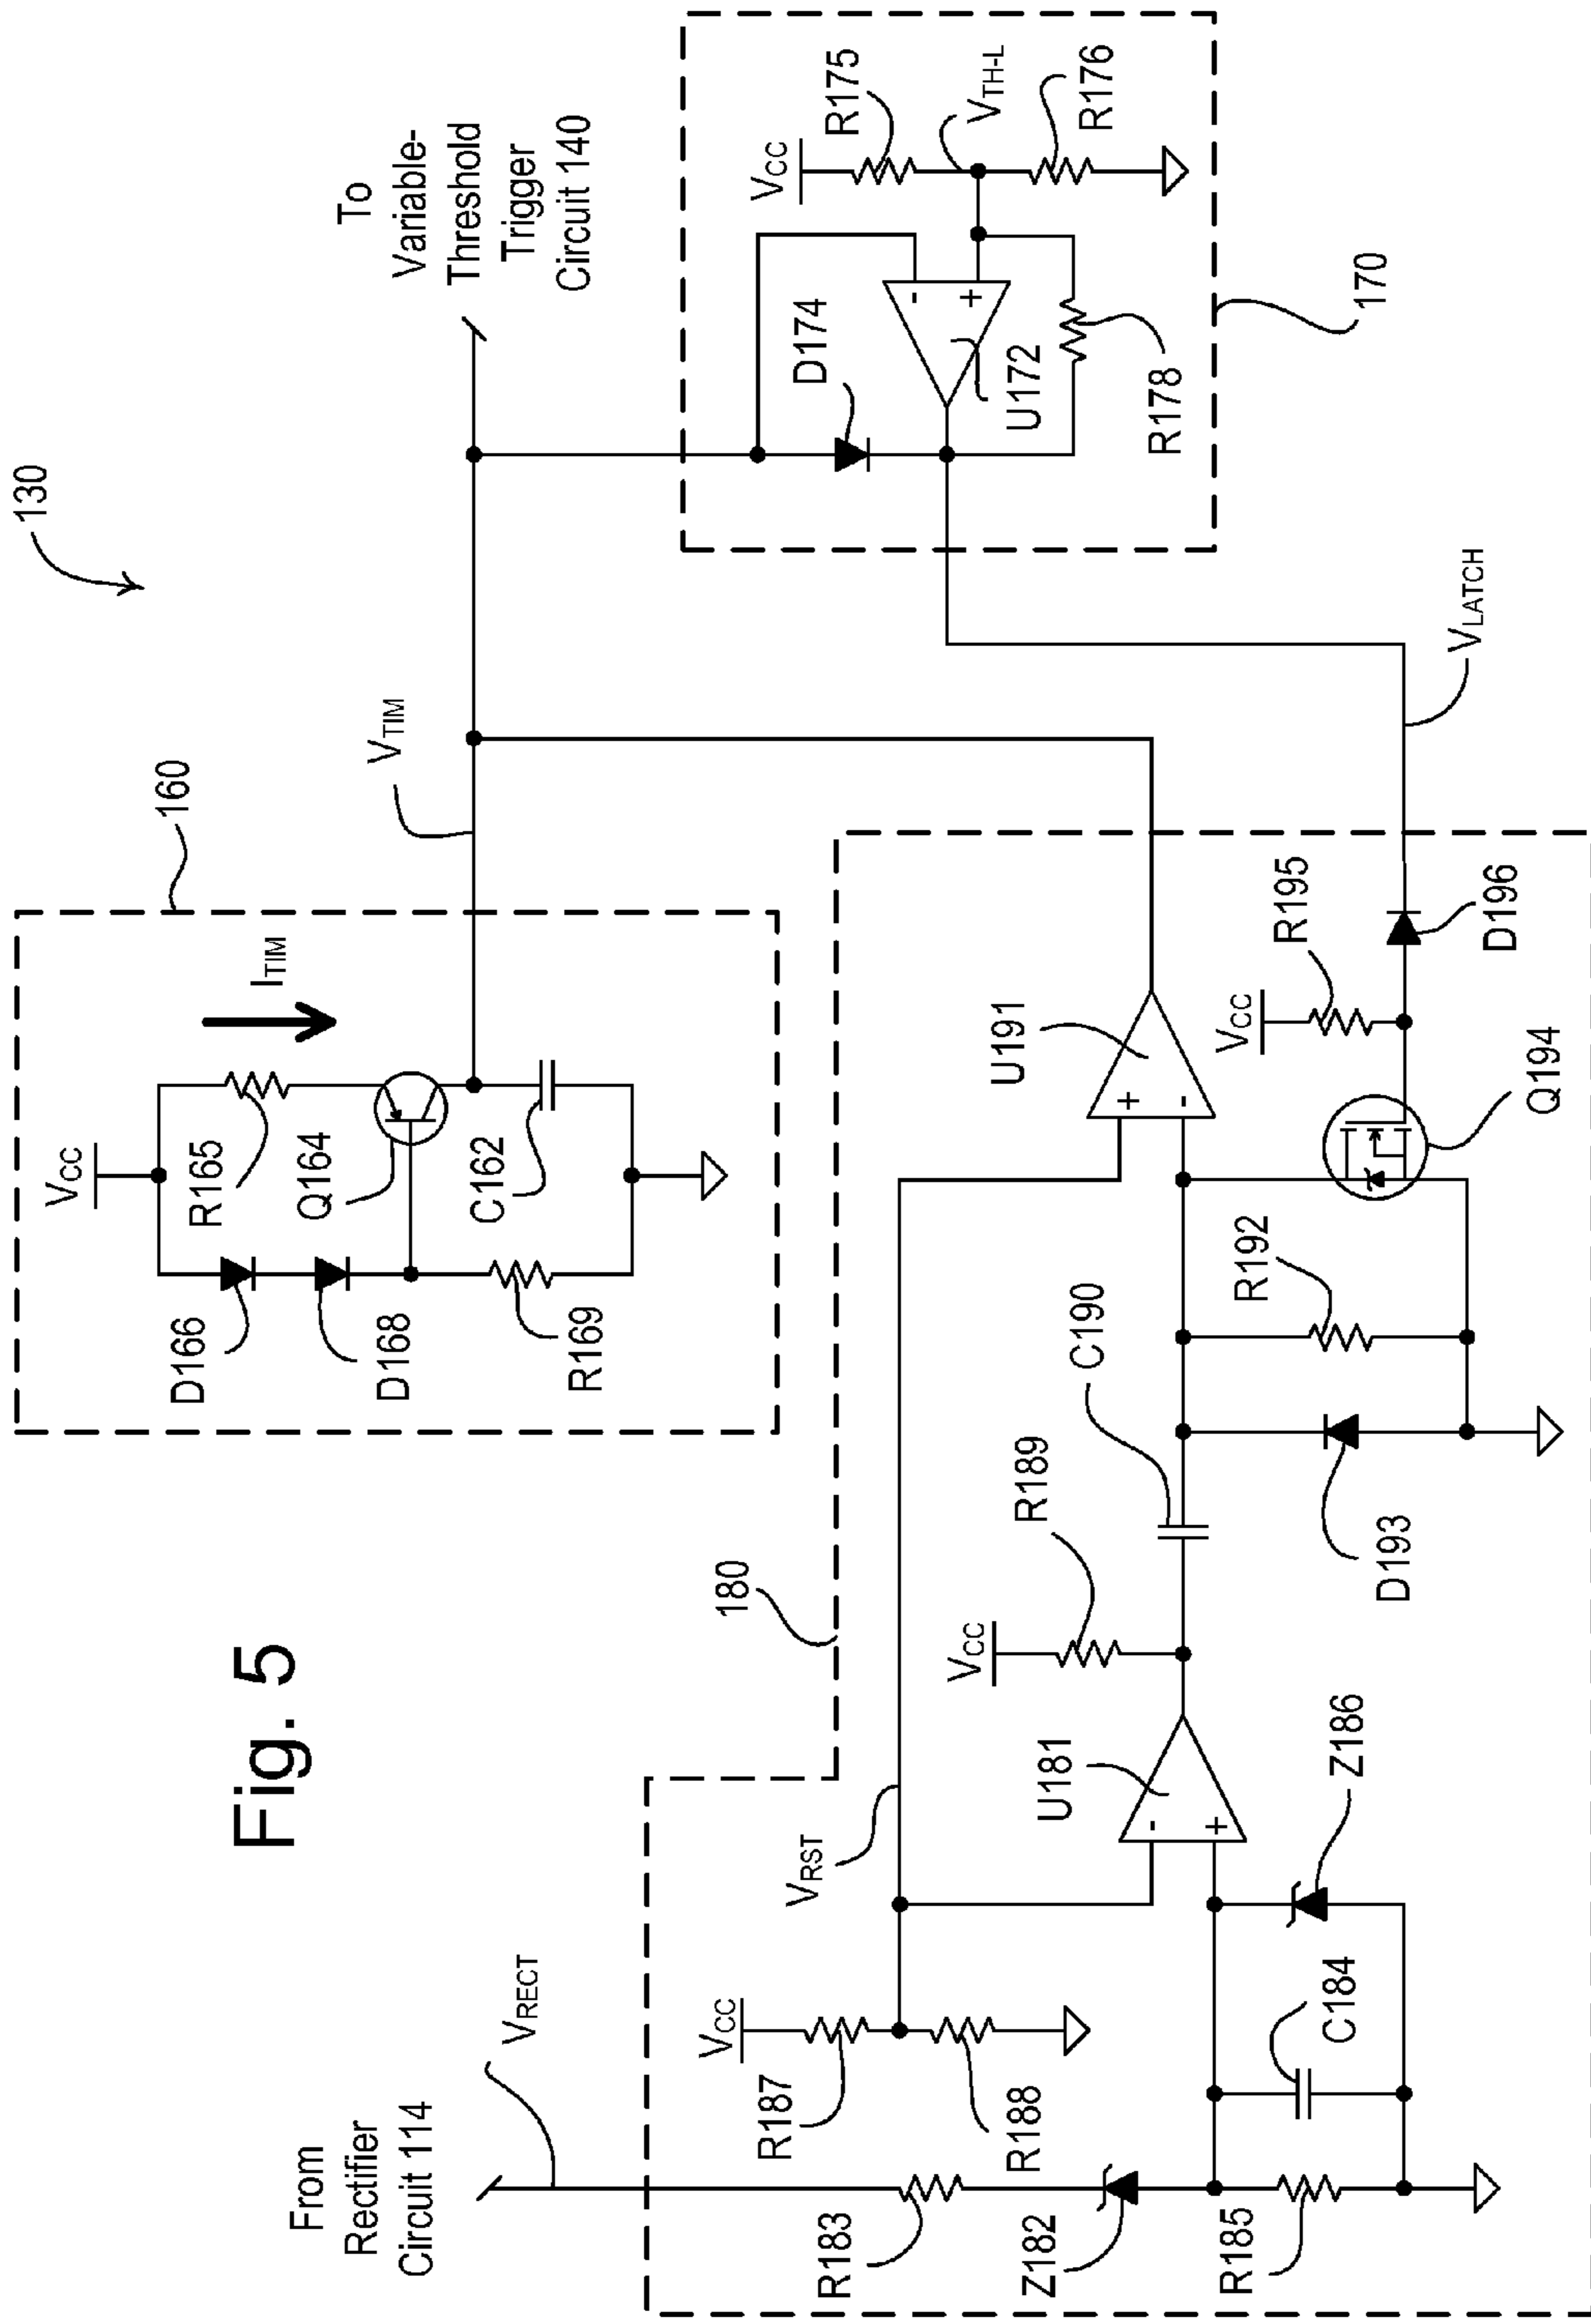 Fig. 5
130
160
VCC
ITIM
R165
Q164
C162
D166
D168
R169
VTIM
To
Variable-
Threshold
Trigger
Circuit 140
D174
-
+
U172
R178
VCC
R175
VTH-L
R176
170
VLATCH
From
Rectifier
Circuit 114
VRECT
180
R183
Z182
R185
VCC
R187
R188
VRST
C184
Z186
U181
-
+
VCC
R189
C190
D193
R192
U191
+
-
VCC
R195
Q194
D196